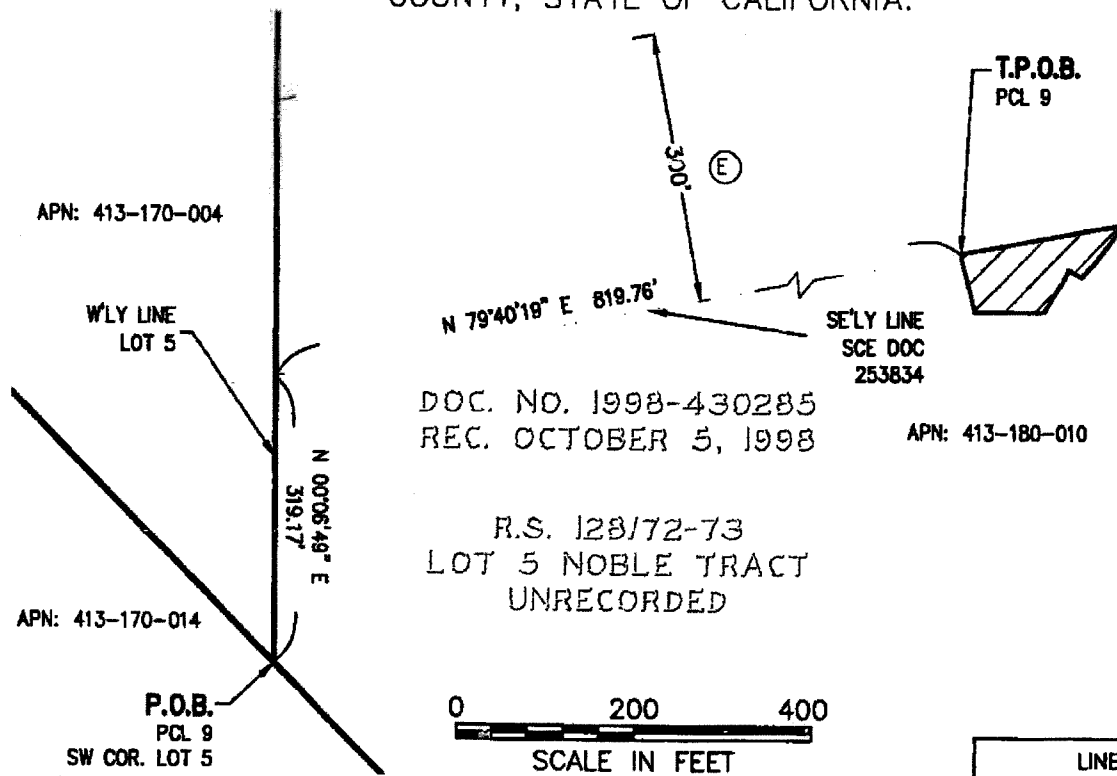 COUNTY, STATE OF CALIFORNIA.
T.P.O.B.
PCL 9
300'
E
APN: 413-170-004
W'LY LINE
LOT 5
N 79°40'19" E 819.76'
SE'LY LINE
SCE DOC
253834
DOC. NO. 1998-430285
REC. OCTOBER 5, 1998
APN: 413-180-010
N 00°06'49" E
319.17'
R.S. 128/72-73
LOT 5 NOBLE TRACT
UNRECORDED
APN: 413-170-014
P.O.B.
PCL 9
SW COR. LOT 5
0 200 400
SCALE IN FEET
LINE